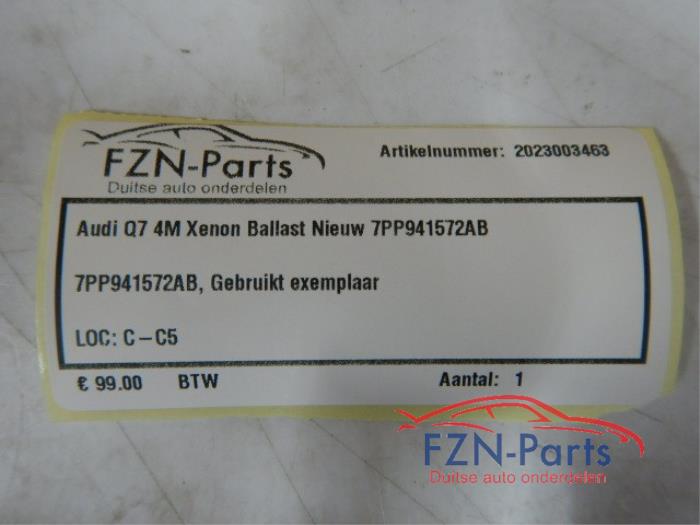 FZN-Parts
Duitse auto onderdelen
Artikelnummer: 2023003463
Audi Q7 4M Xenon Ballast Nieuw 7PP941572AB
7PP941572AB, Gebruikt exemplaar
LOC: C-C5
€ 99.00 BTW Aantal: 1
FZN-Parts
Duitse auto onderdelen